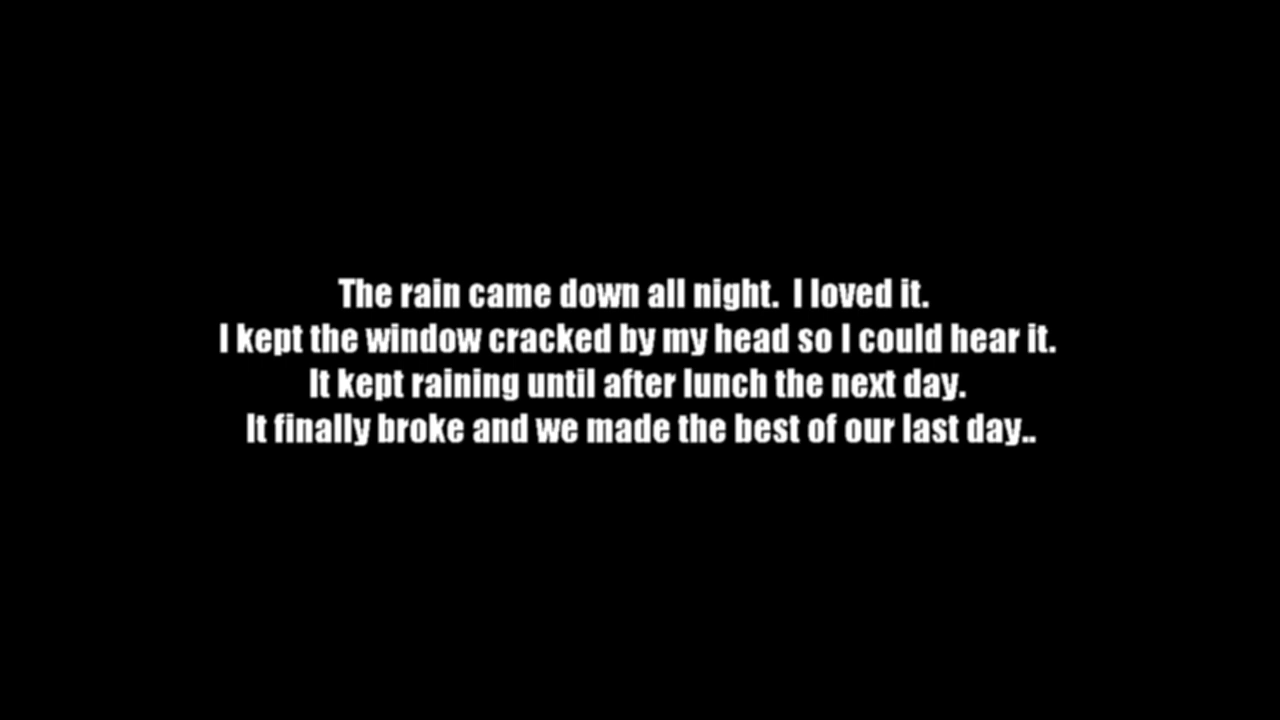 The rain came down all night.  I loved it.
I kept the window cracked by my head so I could hear it.
It kept raining until after lunch the next day.
It finally broke and we made the best of our last day..